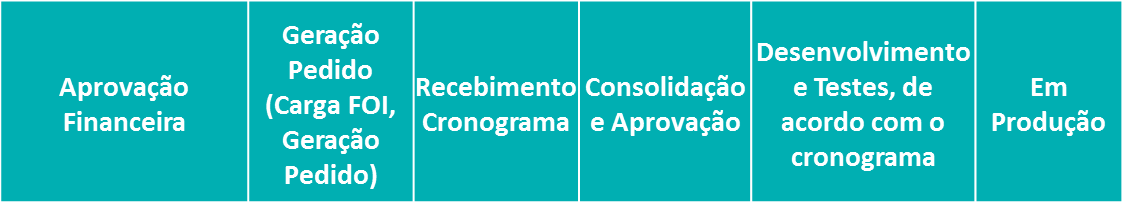 Aprovação
Financeira
Geração
Pedido
(Carga FOI,
Geração
Pedido)
Recebimento
Cronograma
Consolidação
e Aprovação
Desenvolvimento
e Testes, de
acordo com o
cronograma
Em
Produção